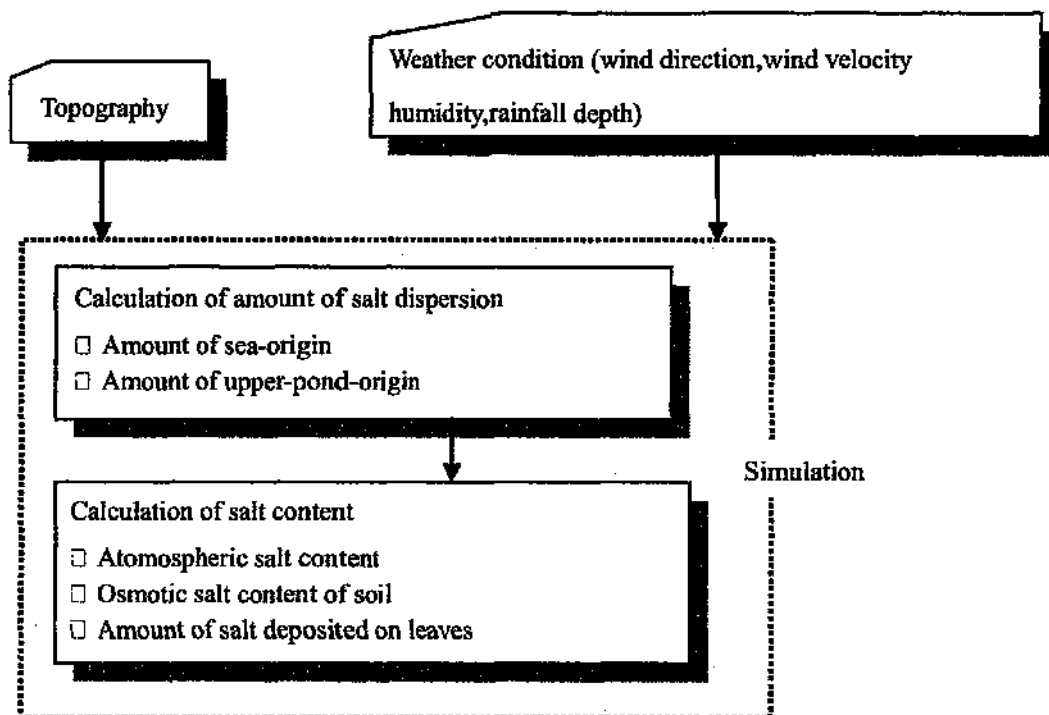 Topography
Weather condition (wind direction,wind velocity
humidity,rainfall depth)
Calculation of amount of salt dispersion
□ Amount of sea-origin
□ Amount of upper-pond-origin
Simulation
Calculation of salt content
□ Atomospheric salt content
□ Osmotic salt content of soil
□ Amount of salt deposited on leaves